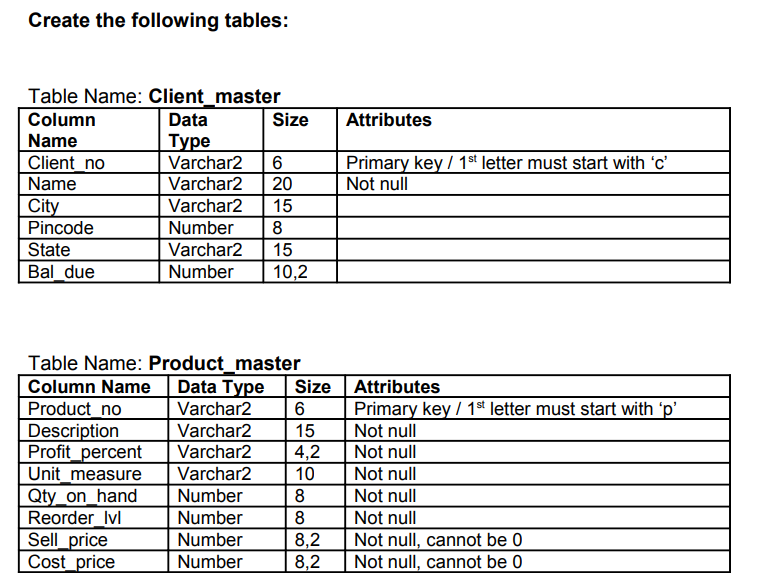 Create the following tables:
Table Name: Client_master
Column Name Data Type Size Attributes
Client_no Varchar2 6 Primary key / 1st letter must start with ‘c’
Name Varchar2 20 Not null
City Varchar2 15
Pincode Number 8
State Varchar2 15
Bal_due Number 10,2
Table Name: Product_master
Column Name Data Type Size Attributes
Product_no Varchar2 6 Primary key / 1st letter must start with ‘p’
Description Varchar2 15 Not null
Profit_percent Varchar2 4,2 Not null
Unit_measure Varchar2 10 Not null
Qty_on_hand Number 8 Not null
Reorder_lvl Number 8 Not null
Sell_price Number 8,2 Not null, cannot be 0
Cost_price Number 8,2 Not null, cannot be 0